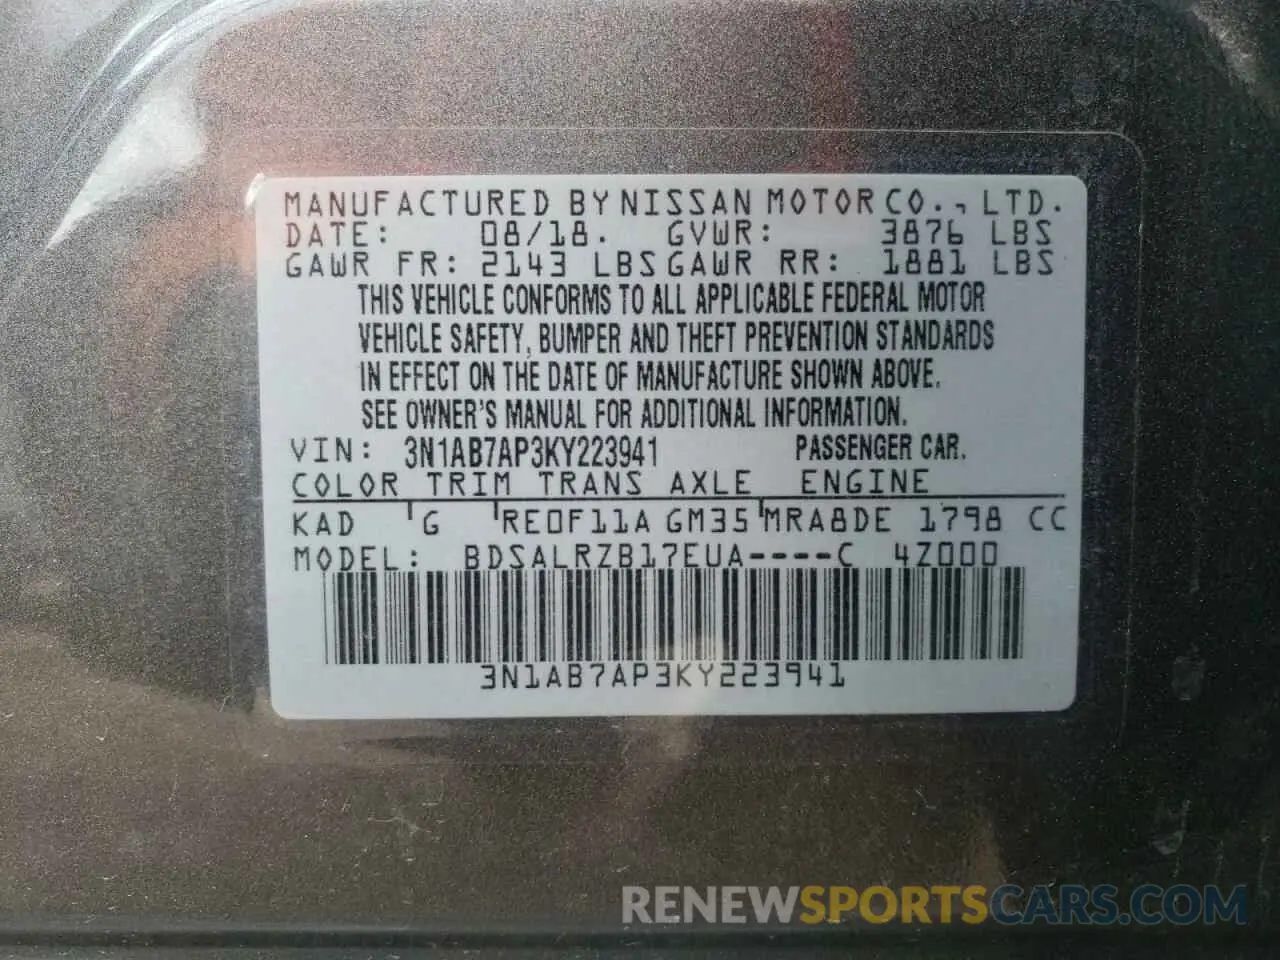 MANUFACTURED BY NISSAN MOTOR CO., LTD.
DATE: 08/18. GVWR: 3876 LBS
GAWR FR: 2143 LBS GAWR RR: 1881 LBS
THIS VEHICLE CONFORMS TO ALL APPLICABLE FEDERAL MOTOR
VEHICLE SAFETY, BUMPER AND THEFT PREVENTION STANDARDS
IN EFFECT ON THE DATE OF MANUFACTURE SHOWN ABOVE.
SEE OWNER'S MANUAL FOR ADDITIONAL INFORMATION.
VIN: 3N1AB7AP3KY223941 PASSENGER CAR.
COLOR TRIM TRANS AXLE ENGINE
KAD G RE0F11A GM35 MRA8DE 1798 CC
MODEL: BDSALRZB17EUA----C 4Z000
3N1AB7AP3KY223941
RENEWSPORTSCARS.COM